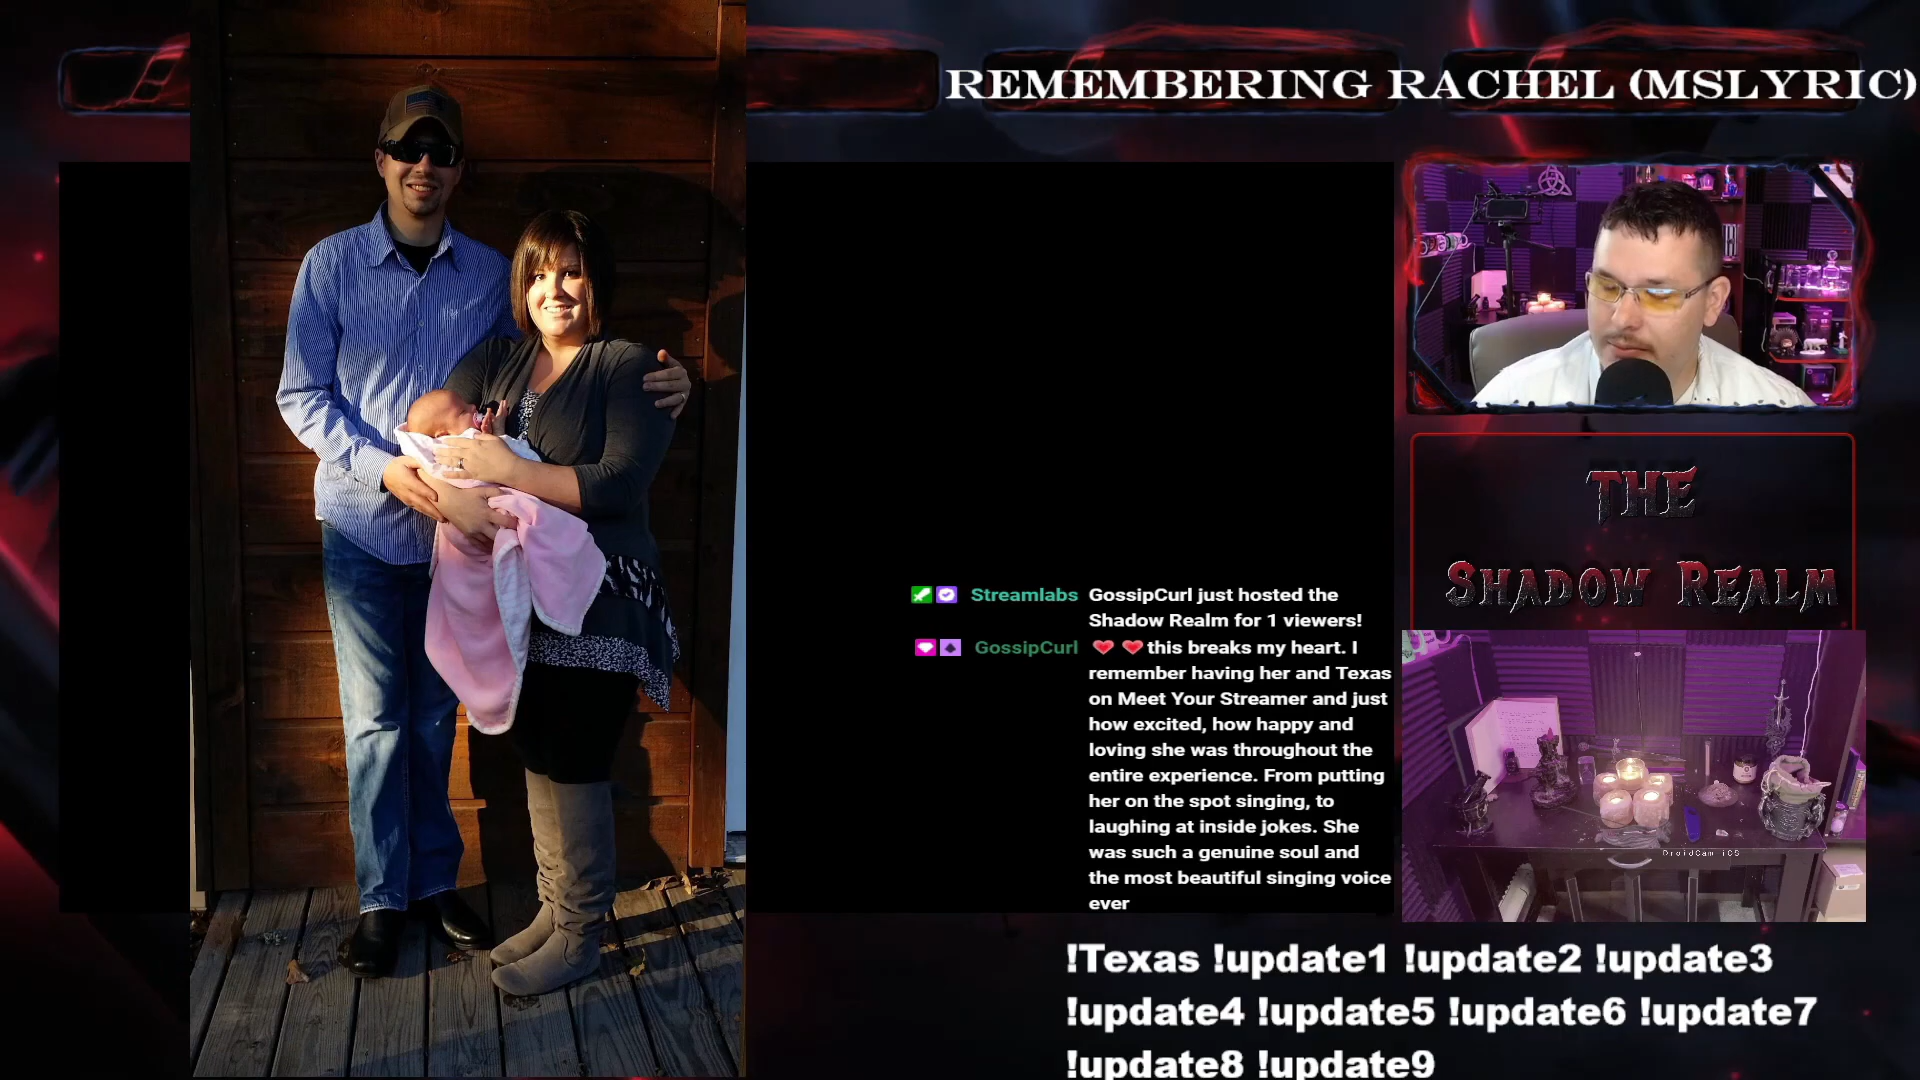 REMEMBERING RACHEL (MSLYRIC)
Streamlabs GossipCurl just hosted the
Shadow Realm for 1 viewers!
GossipCurl ❤️ ❤️ this breaks my heart. I
remember having her and Texas
on Meet Your Streamer and just
how excited, how happy and
loving she was throughout the
entire experience. From putting
her on the spot singing, to
laughing at inside jokes. She
was such a genuine soul and
the most beautiful singing voice
ever
THE
SHADOW REALM
DroidCam iOS
!Texas !update1 !update2 !update3
!update4 !update5 !update6 !update7
!update8 !update9